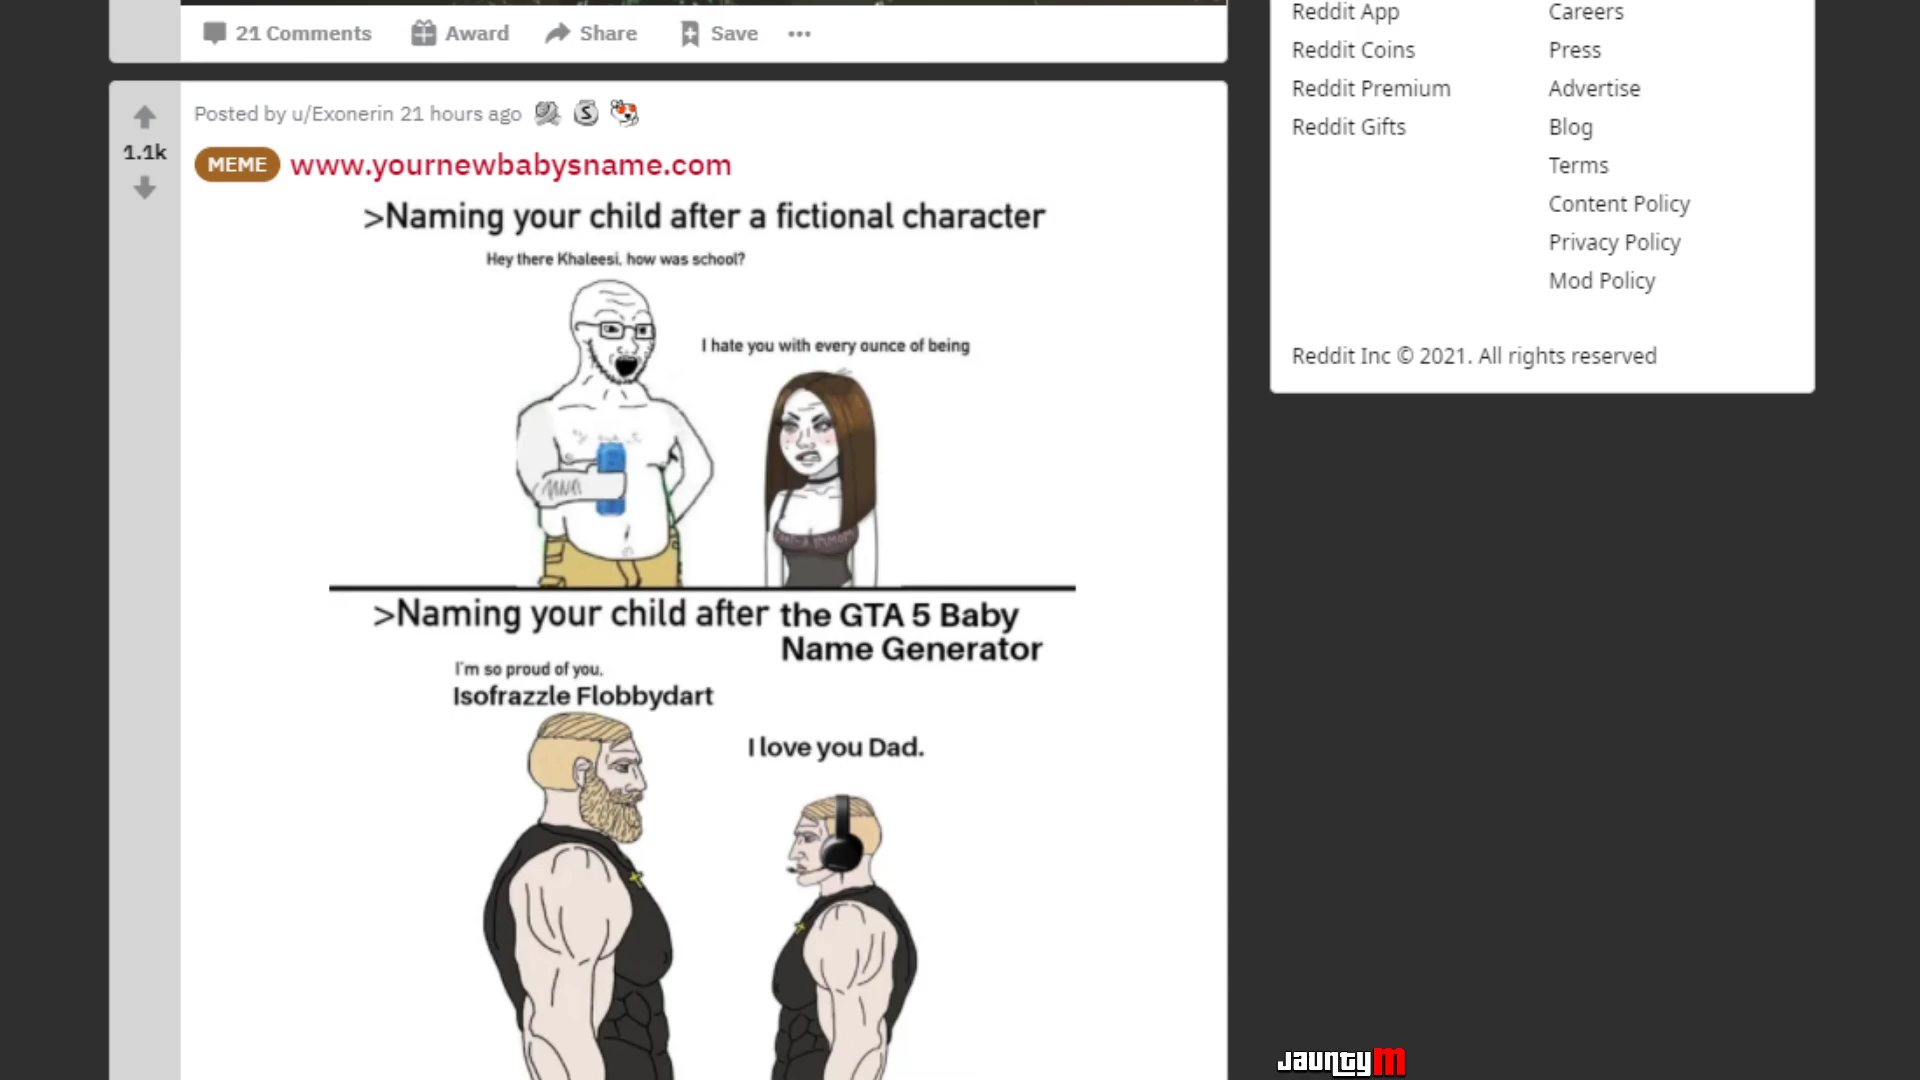 21 Comments
Award
Share
Save
Posted by u/Exonerin 21 hours ago
1.1k
MEME
www.yournewbabysname.com
>Naming your child after a fictional character
Hey there Khaleesi, how was school?
I hate you with every ounce of being
>Naming your child after the GTA 5 Baby
Name Generator
I'm so proud of you,
Isofrazzle Flobbydart
I love you Dad.
Reddit App
Reddit Coins
Reddit Premium
Reddit Gifts
Careers
Press
Advertise
Blog
Terms
Content Policy
Privacy Policy
Mod Policy
Reddit Inc © 2021. All rights reserved
JauntyM